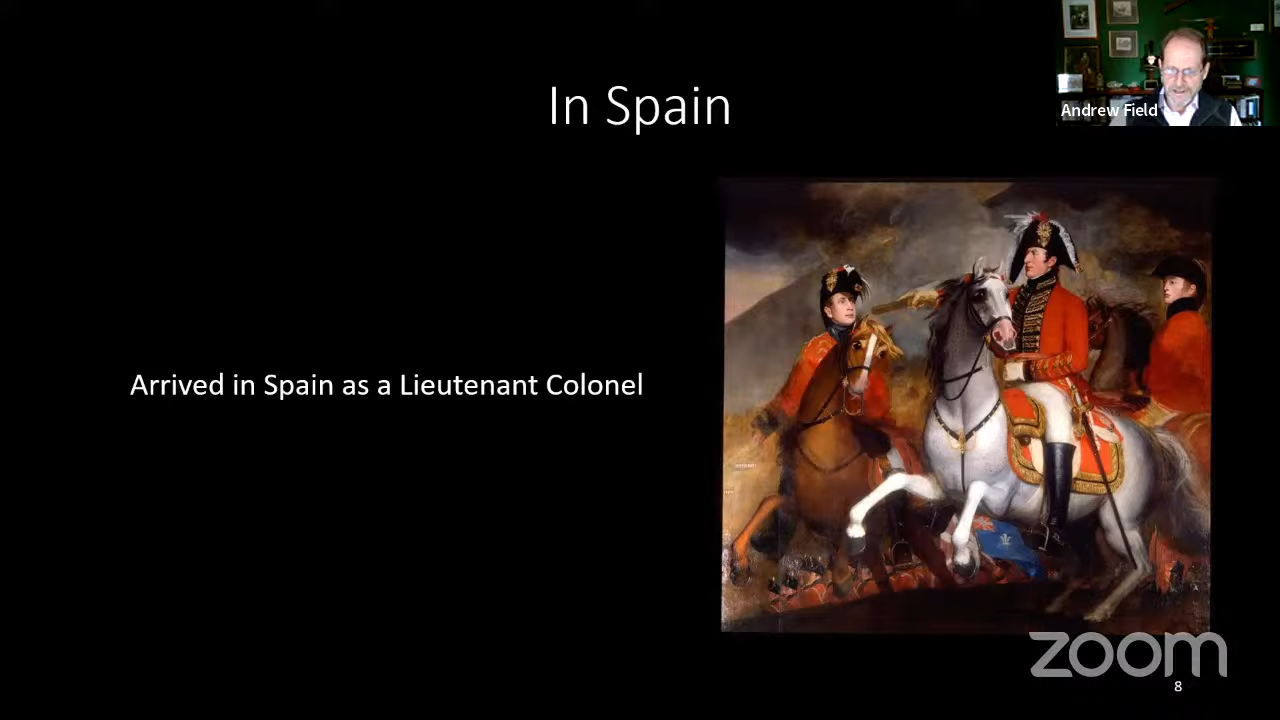 In Spain
Andrew Field
Arrived in Spain as a Lieutenant Colonel
zoom
8